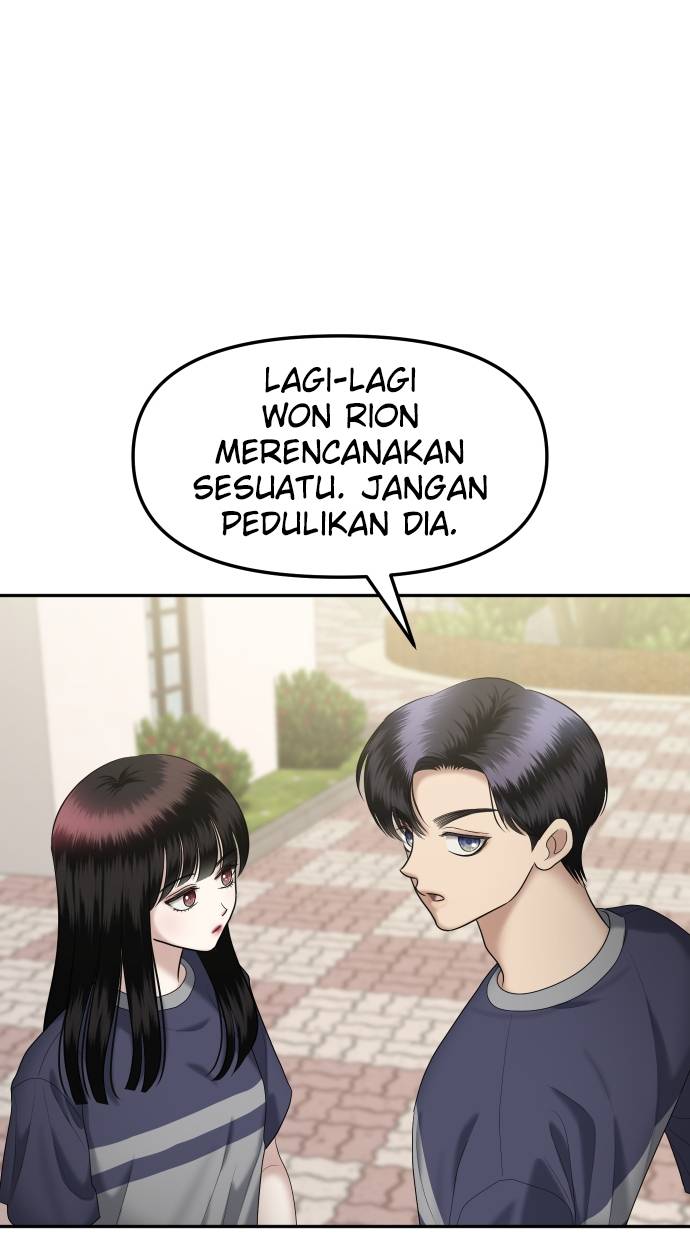 LAGI-LAGI
WON RION
MERENCANAKAN
SESUATU. JANGAN
PEDULIKAN DIA.